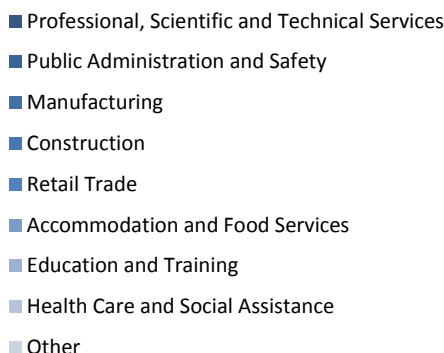 Professional, Scientific and Technical Services
Public Administration and Safety
Manufacturing
Construction
Retail Trade
Accommodation and Food Services
Education and Training
Health Care and Social Assistance
Other